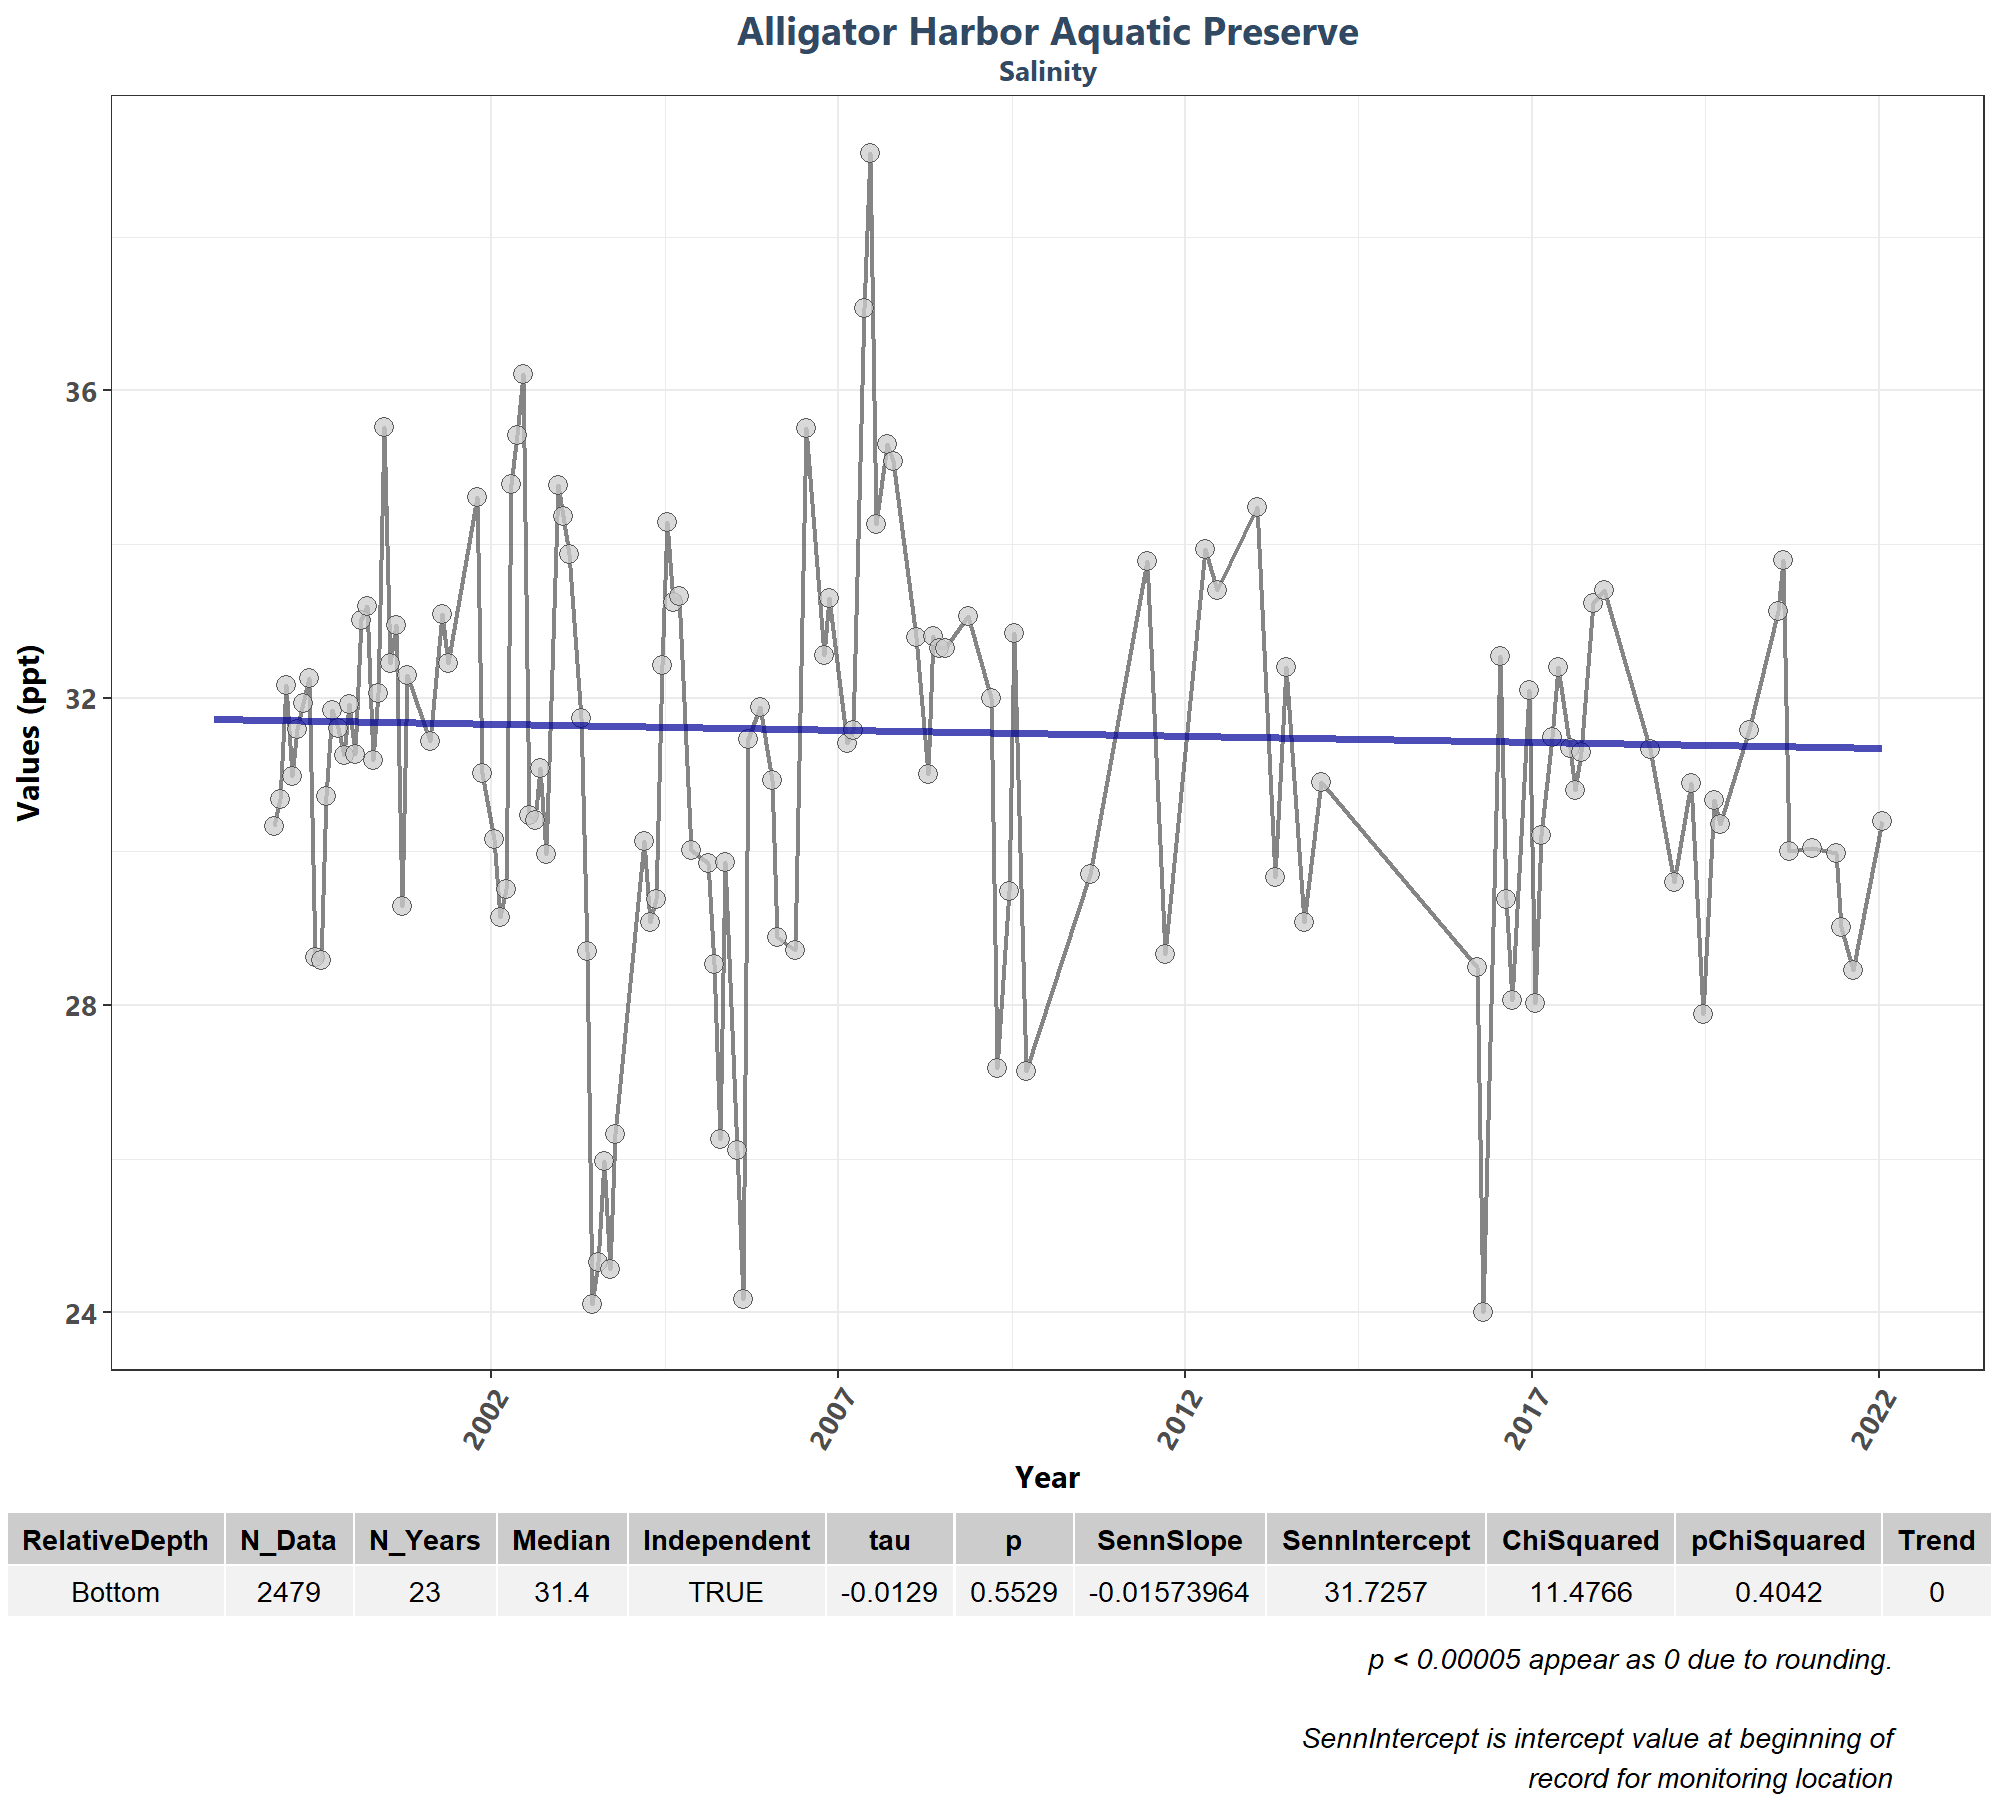 Alligator Harbor Aquatic Preserve
Salinity
Values (ppt)
36
32
28
24
2002 2007 2012 2017 2022
Year
RelativeDepth N_Data N_Years Median Independent tau p SennSlope SennIntercept ChiSquared pChiSquared Trend
Bottom 2479 23 31.4 TRUE -0.0129 0.5529 -0.01573964 31.7257 11.4766 0.4042 0
p < 0.00005 appear as 0 due to rounding.
SennIntercept is intercept value at beginning of
record for monitoring location